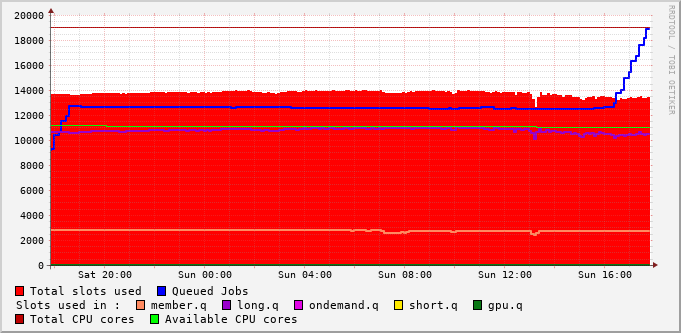 20000
18000
16000
14000
12000
10000
8000
6000
4000
2000
0
Sat 20:00 Sun 00:00 Sun 04:00 Sun 08:00 Sun 12:00 Sun 16:00
RRDTOOL / TOBI OETIKER
Total slots used Queued Jobs
Slots used in : member.q long.q ondemand.q short.q gpu.q
Total CPU cores Available CPU cores